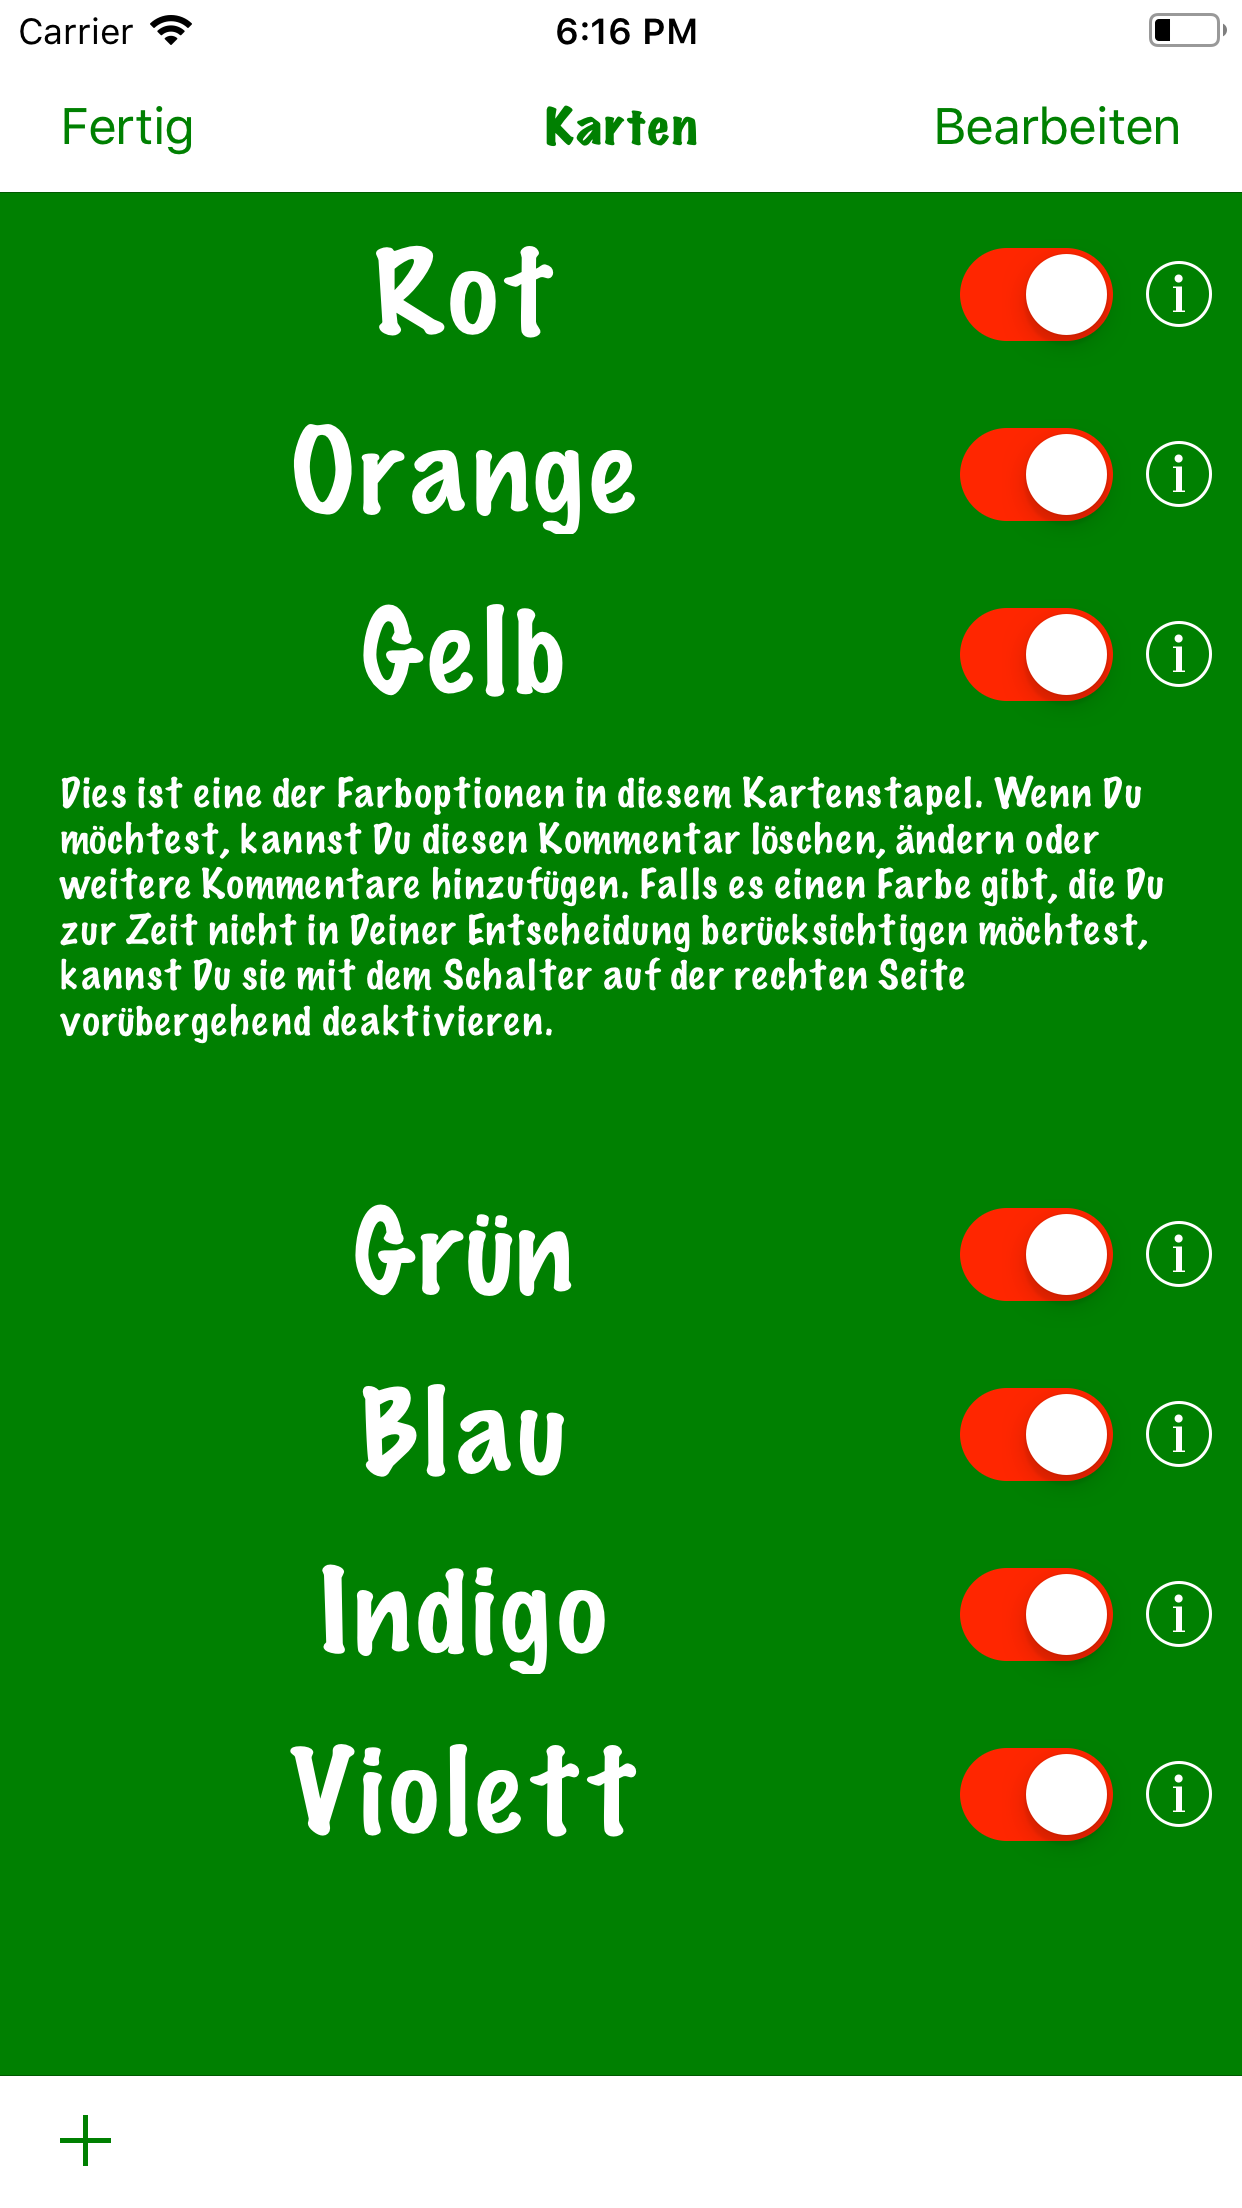 Carrier 6:16 PM
Fertig Karten Bearbeiten
Rot
Orange
Gelb
Dies ist eine der Farboptionen in diesem Kartenstapel. Wenn Du
möchtest, kannst Du diesen Kommentar löschen, ändern oder
weitere Kommentare hinzufügen. Falls es einen Farbe gibt, die Du
zur Zeit nicht in Deiner Entscheidung berücksichtigen möchtest,
kannst Du sie mit dem Schalter auf der rechten Seite
vorübergehend deaktivieren.
Grün
Blau
Indigo
Violett